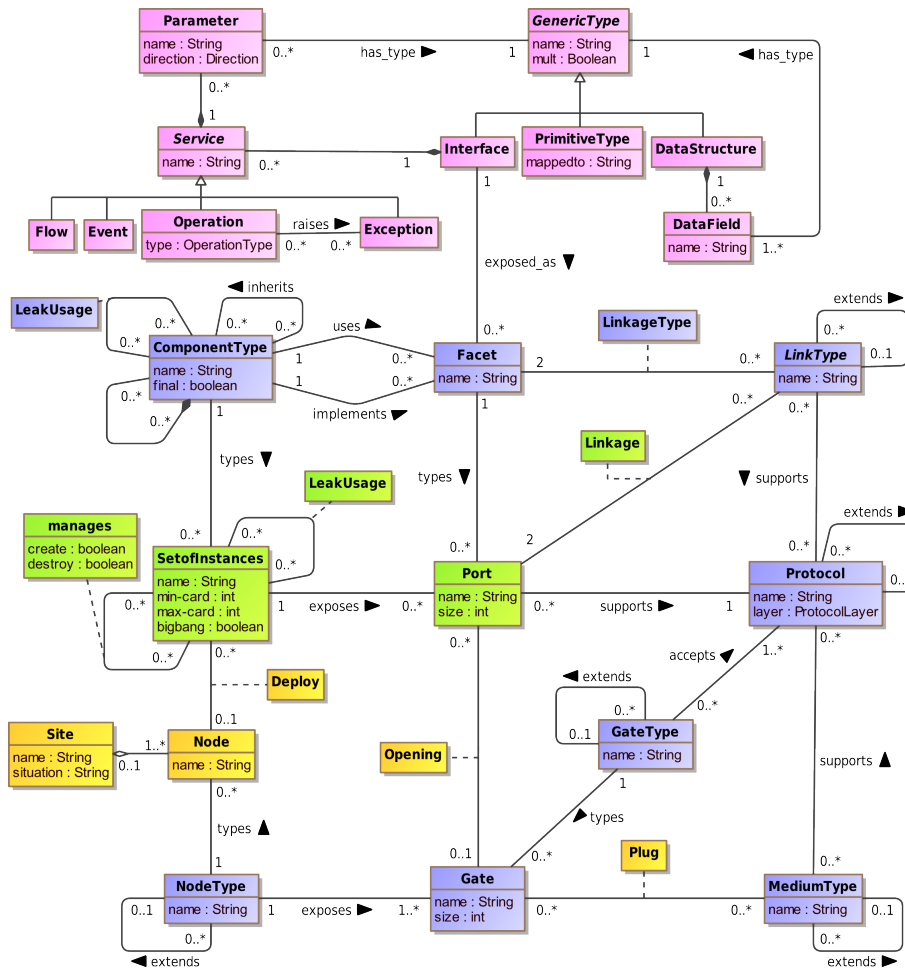 Parameter
name : String
direction : Direction
0..*
has_type
1
GenericType
name : String
mult : Boolean
1
has_type
0..*
1
Service
name : String
0..*
1
Interface
PrimitiveType
mappedto : String
DataStructure
1
1
0..*
Flow
Event
Operation
type : OperationType
raises
0..*
0..*
Exception
DataField
name : String
1..*
exposed_as
0..*
LeakUsage
inherits
0..*
0..*
0..*
0..*
ComponentType
name : String
final : boolean
0..*
0..*
1
uses
0..*
1
implements
0..*
Facet
name : String
2
LinkageType
0..*
LinkType
name : String
extends
0..*
0..1
1
types
0..*
1
types
0..*
Linkage
0..*
2
0..*
supports
0..*
LeakUsage
0..*
0..*
manages
create : boolean
destroy : boolean
SetofInstances
name : String
min-card : int
max-card : int
bigbang : boolean
0..*
0..*
1
exposes
0..*
Port
name : String
size : int
0..*
supports
1
Protocol
name : String
layer : ProtocolLayer
extends
0..*
0..
0..*
Deploy
0..1
0..*
accepts
1..*
0..*
0..*
extends
0..*
0..1
GateType
name : String
1
types
0..*
Site
name : String
situation : String
0..1
1..*
Node
name : String
0..*
types
1
Opening
0..1
supports
0..*
Plug
NodeType
name : String
0..1
0..*
extends
1
exposes
1..*
Gate
name : String
size : int
0..*
0..*
MediumType
name : String
0..1
0..*
extends